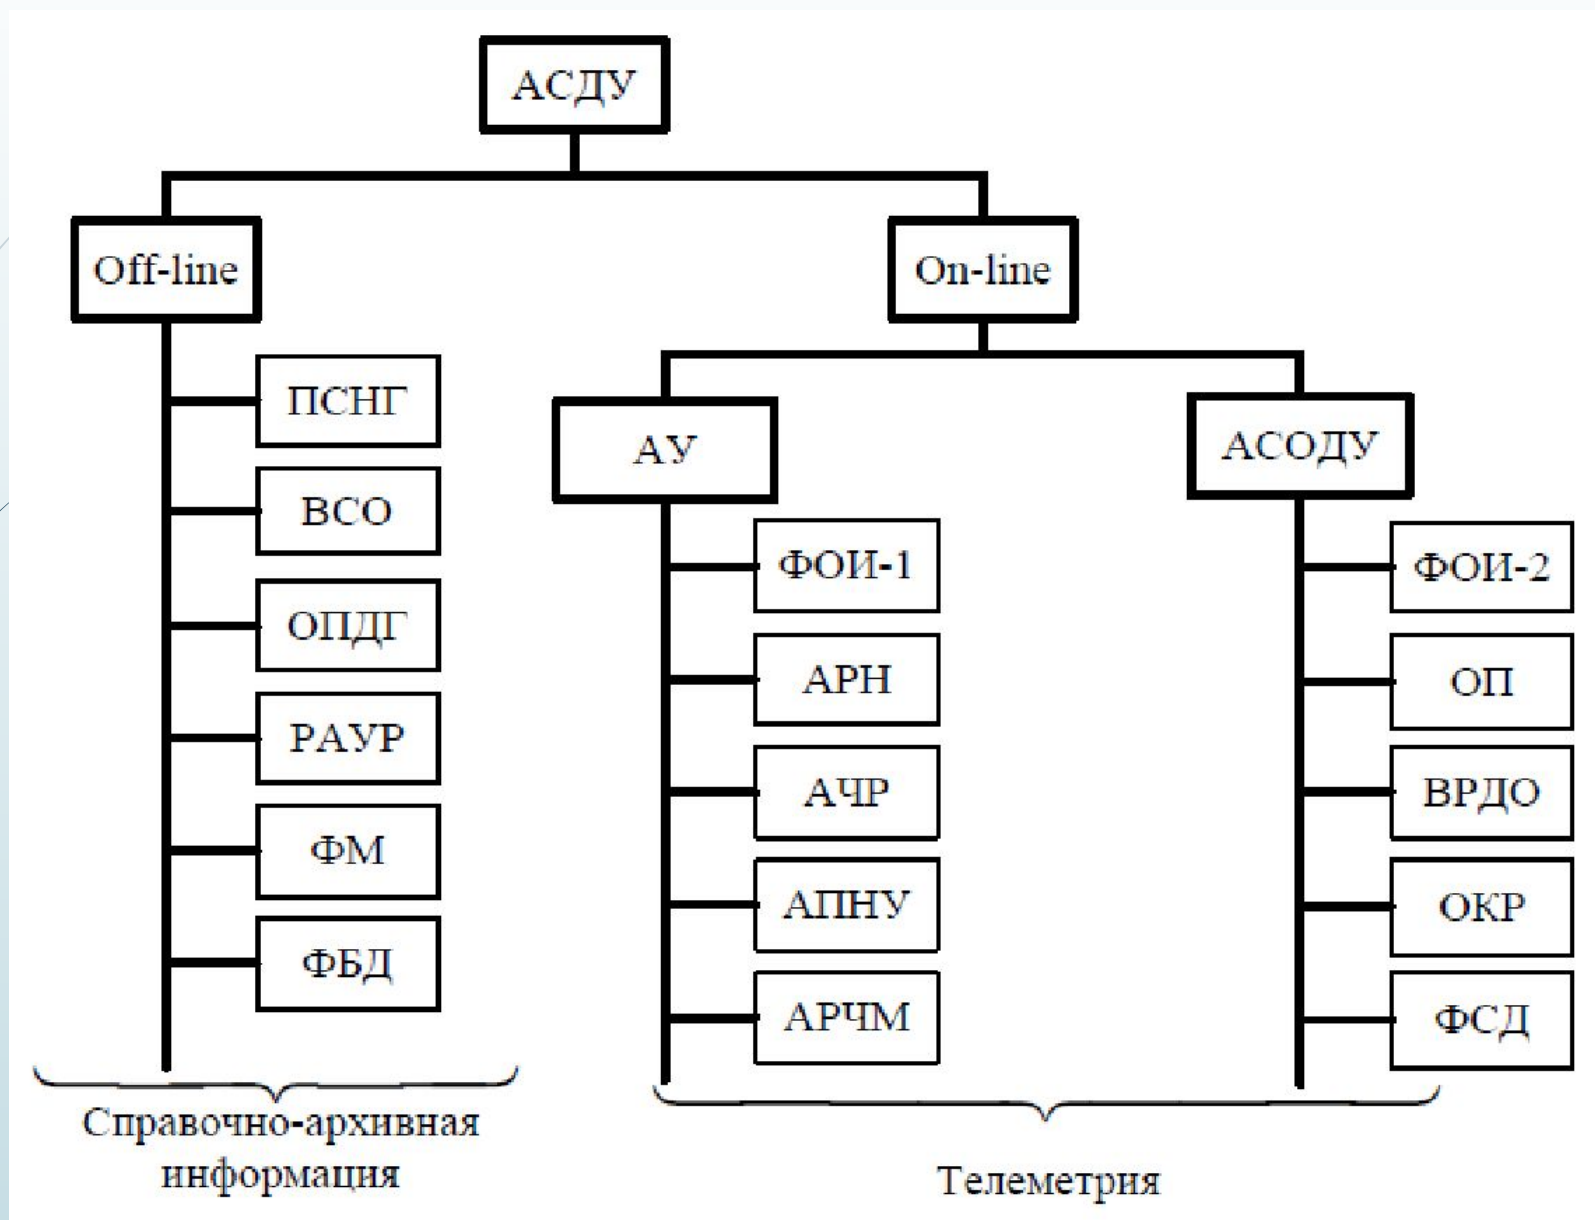 АСДУ
Off-line
On-line
ПСНГ
ВСО
ОПДГ
РАУР
ФМ
ФБД
АУ
ФОИ-1
АРН
АЧР
АПНУ
АРЧМ
АСОДУ
ФОИ-2
ОП
ВРДО
ОКР
ФСД
Справочно-архивная
информация
Телеметрия